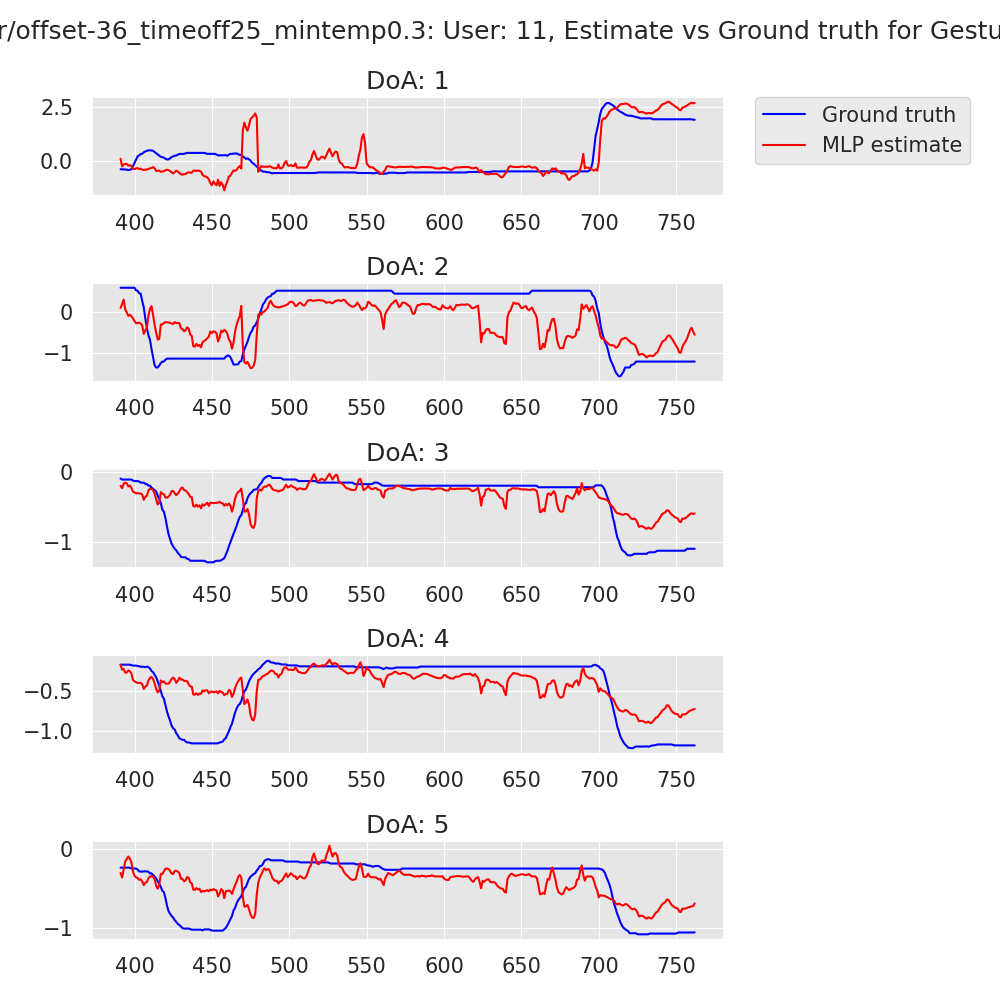 r/offset-36_timeoff25_mintemp0.3: User: 11, Estimate vs Ground truth for Gestu
DoA: 1
Ground truth
MLP estimate
2.5
0.0
400 450 500 550 600 650 700 750
DoA: 2
0
−1
400 450 500 550 600 650 700 750
DoA: 3
0
−1
400 450 500 550 600 650 700 750
DoA: 4
−0.5
−1.0
400 450 500 550 600 650 700 750
DoA: 5
0
−1
400 450 500 550 600 650 700 750